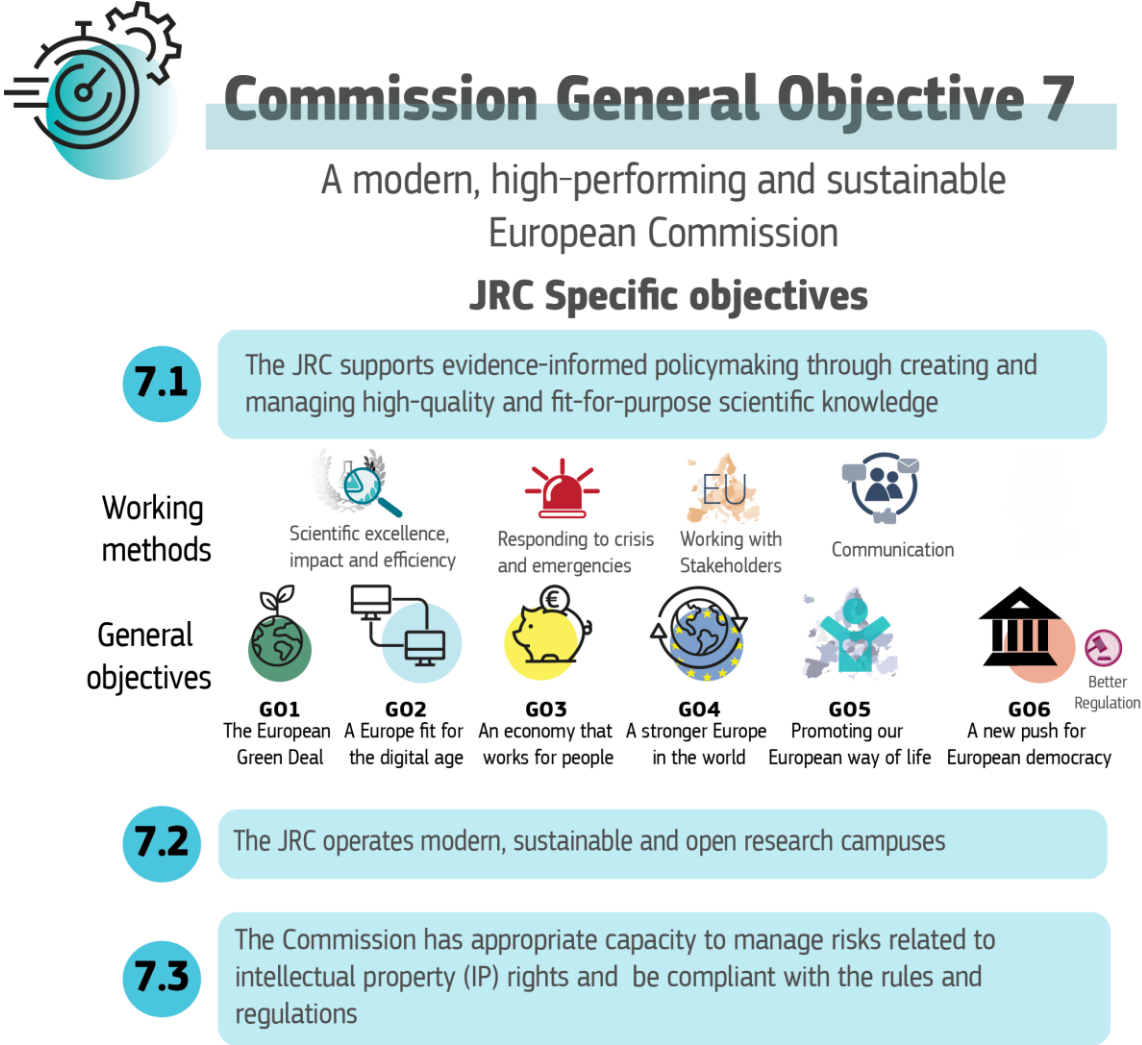 Commission General Objective 7
A modern, high-performing and sustainable
European Commission
JRC Specific objectives
7.1
The JRC supports evidence-informed policymaking through creating and
managing high-quality and fit-for-purpose scientific knowledge
Working
methods
Scientific excellence,
impact and efficiency
Responding to crisis
and emergencies
EU
Working with
Stakeholders
Communication
General
objectives
€
GO1
The European
Green Deal
GO2
A Europe fit for
the digital age
GO3
An economy that
works for people
GO4
A stronger Europe
in the world
GO5
Promoting our
European way of life
GO6
A new push for
European democracy
Better
Regulation
7.2
The JRC operates modern, sustainable and open research campuses
7.3
The Commission has appropriate capacity to manage risks related to
intellectual property (IP) rights and  be compliant with the rules and
regulations